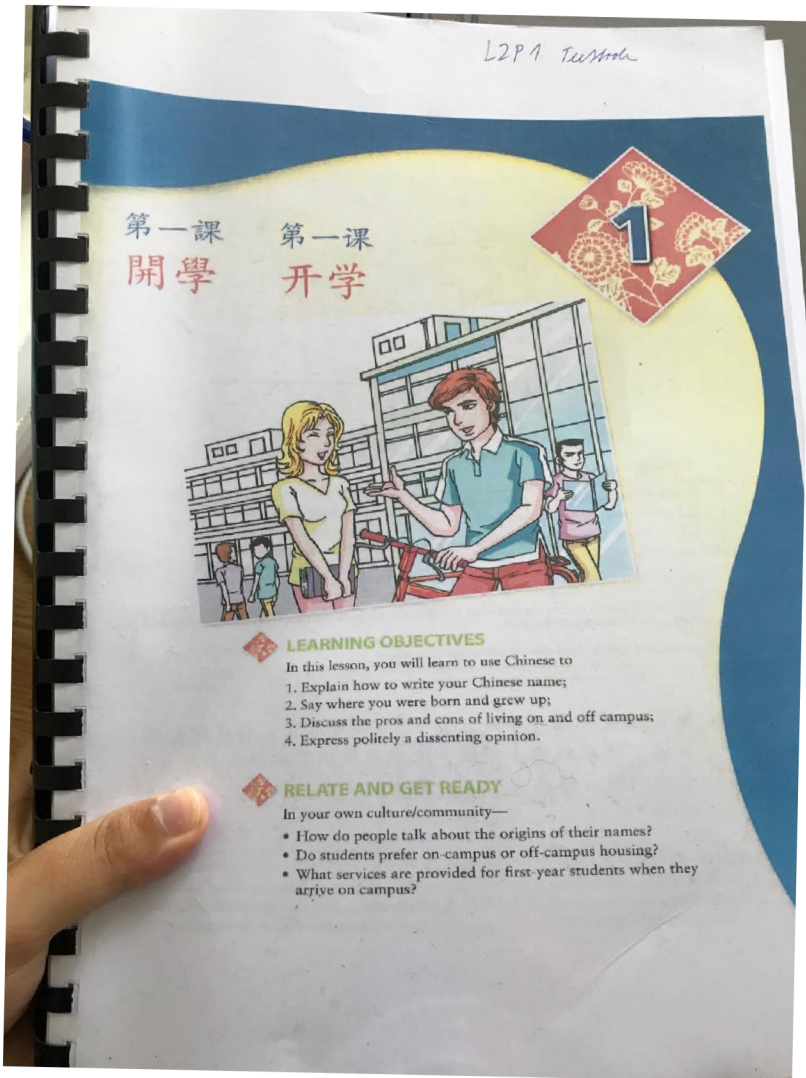 L2P1 Textbook
1
第一課 第一课
開學 开学
LEARNING OBJECTIVES
In this lesson, you will learn to use Chinese to
1. Explain how to write your Chinese name;
2. Say where you were born and grew up;
3. Discuss the pros and cons of living on and off campus;
4. Express politely a dissenting opinion.
RELATE AND GET READY
In your own culture/community—
• How do people talk about the origins of their names?
• Do students prefer on-campus or off-campus housing?
• What services are provided for first-year students when they
arrive on campus?